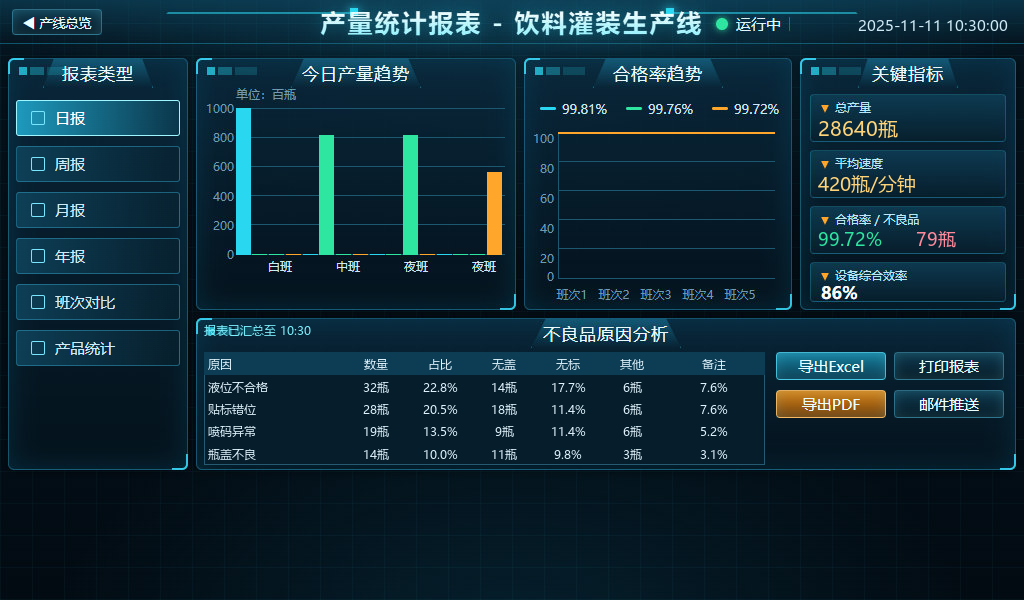 ◀ 产线总览
产量统计报表 - 饮料灌装生产线
运行中
2025-11-11 10:30:00
报表类型
日报
周报
月报
年报
班次对比
产品统计
今日产量趋势
单位: 百瓶
1000
800
600
400
200
0
白班 中班 夜班 夜班
合格率趋势
99.81% 99.76% 99.72%
100
80
60
40
20
0
班次1 班次2 班次3 班次4 班次5
关键指标
▼ 总产量
28640瓶
▼ 平均速度
420瓶/分钟
▼ 合格率 / 不良品
99.72% 79瓶
▼ 设备综合效率
86%
报表已汇总至 10:30
不良品原因分析
原因 数量 占比 无盖 无标 其他 备注
液位不合格 32瓶 22.8% 14瓶 17.7% 6瓶 7.6%
贴标错位 28瓶 20.5% 18瓶 11.4% 6瓶 7.6%
喷码异常 19瓶 13.5% 9瓶 11.4% 6瓶 5.2%
瓶盖不良 14瓶 10.0% 11瓶 9.8% 3瓶 3.1%
导出Excel 打印报表
导出PDF 邮件推送